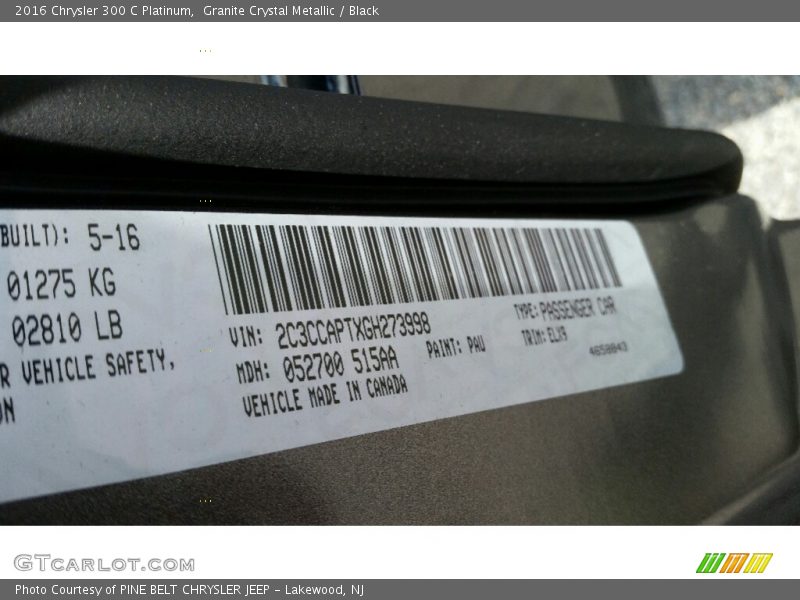 2016 Chrysler 300 C Platinum, Granite Crystal Metallic / Black
BUILT): 5-16
01275 KG
02810 LB
R VEHICLE SAFETY,
ON
VIN: 2C3CCAPTXGH273998
TYPE: PASSENGER CAR
MDH: 052700 515AA
PAINT: PAU
TRIM: ELX9
VEHICLE MADE IN CANADA
4650043
GTcarlot.com
Photo Courtesy of PINE BELT CHRYSLER JEEP - Lakewood, NJ